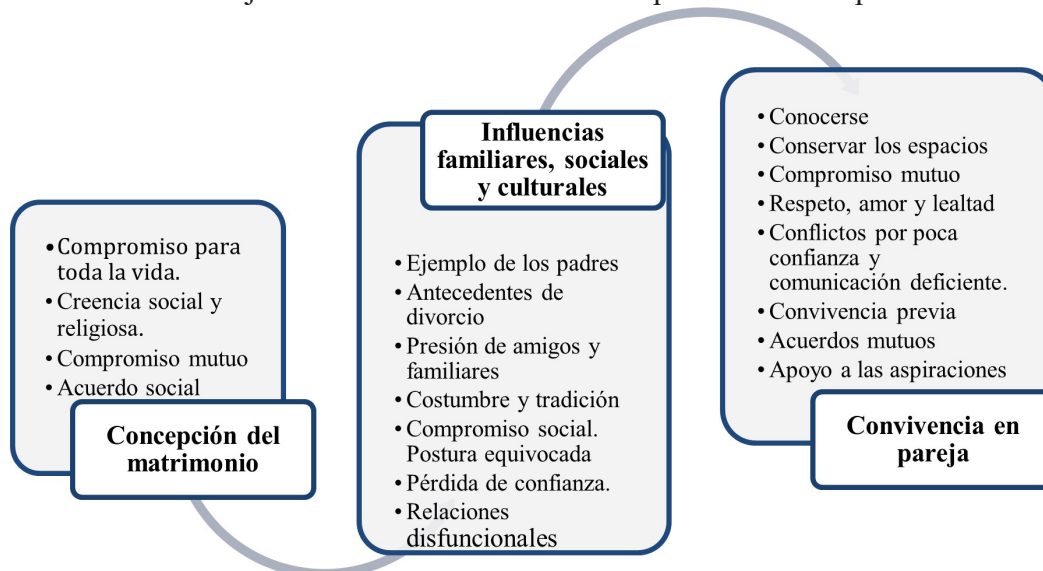 • Compromiso para
toda la vida.
• Creencia social y
religiosa.
• Compromiso mutuo
• Acuerdo social
Concepción del
matrimonio
Influencias
familiares, sociales
y culturales
• Ejemplo de los padres
• Antecedentes de
divorcio
• Presión de amigos y
familiares
• Costumbre y tradición
• Compromiso social.
Postura equivocada
• Pérdida de confianza.
• Relaciones
disfuncionales
• Conocerse
• Conservar los espacios
• Compromiso mutuo
• Respeto, amor y lealtad
• Conflictos por poca
confianza y
comunicación deficiente.
• Convivencia previa
• Acuerdos mutuos
• Apoyo a las aspiraciones
Convivencia en
pareja